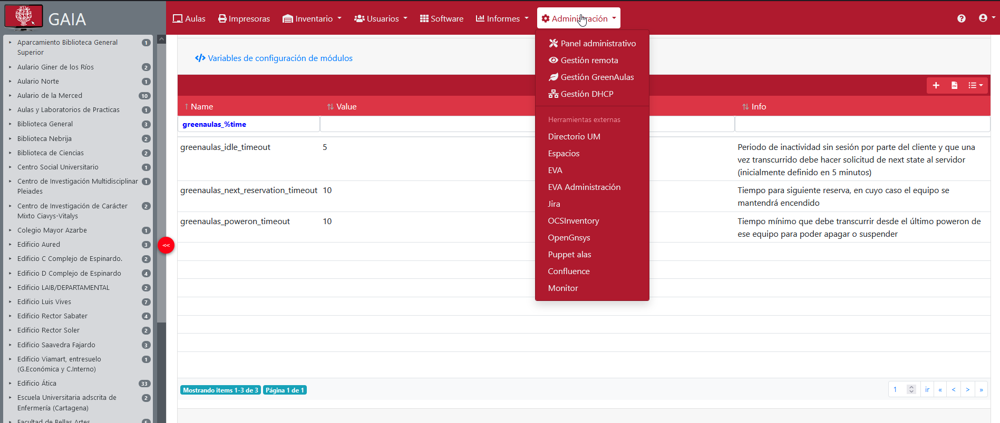 GAIA
Aulas
Impresoras
Inventario
Usuarios
Software
Informes
Administración
Aparcamiento Biblioteca General
Superior
1
Aulario Giner de los Ríos
2
Aulario Norte
1
Aulario de la Merced
10
Aulas y Laboratorios de Practicas
1
Biblioteca General
3
Biblioteca Nebrija
2
Biblioteca de Ciencias
2
Centro Social Universitario
1
Centro de Investigación Multidisciplinar
Pleiades
1
Centro de Investigación de Carácter
Mixto Ciavys-Vitalys
2
Colegio Mayor Azarbe
1
Edificio Aured
3
Edificio C Complejo de Espinardo.
2
Edificio D Complejo de Espinardo
4
Edificio LAIB/DEPARTAMENTAL
2
Edificio Luis Vives
7
Edificio Rector Sabater
4
Edificio Rector Soler
2
Edificio Saavedra Fajardo
3
Edificio Viamart, entresuelo
(G.Económica y C.Interno)
1
Edificio Ática
33
Escuela Universitaria adscrita de
Enfermería (Cartagena)
2
Facultad de Bellas Artes
5
<<
Variables de configuración de módulos
Name
Value
Info
greenaulas_%time
greenaulas_idle_timeout
5
Periodo de inactividad sin sesión por parte del cliente y que una
vez transcurrido debe hacer solicitud de next state al servidor
(inicialmente definido en 5 minutos)
greenaulas_next_reservation_timeout
10
Tiempo para siguiente reserva, en cuyo caso el equipo se
mantendrá encendido
greenaulas_poweron_timeout
10
Tiempo mínimo que debe transcurrir desde el último poweron de
ese equipo para poder apagar o suspender
Panel administrativo
Gestión remota
Gestión GreenAulas
Gestión DHCP
Herramientas externas
Directorio UM
Espacios
EVA
EVA Administración
Jira
OCSInventory
OpenGnsys
Puppet alas
Confluence
Monitor
Mostrando items 1-3 de 3
Página 1 de 1
1
ir
«
<
>
»